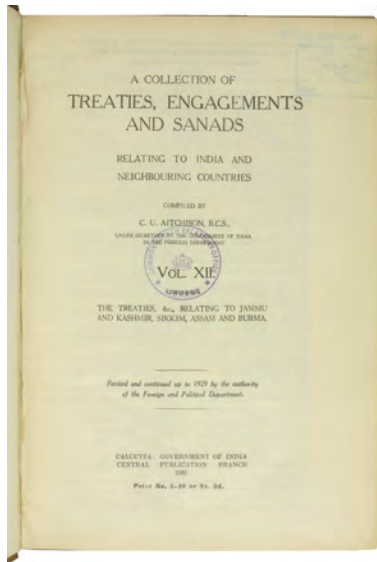 A COLLECTION OF
TREATIES, ENGAGEMENTS
AND SANADS
RELATING TO INDIA AND
NEIGHBOURING COUNTRIES
COMPILED BY
C. U. AITCHISON, B.C.S.,
UNDER SECRETARY TO THE GOVERNMENT OF INDIA
IN THE FOREIGN DEPARTMENT
VOL. XII.
LIBRARY
THE TREATIES, &c., RELATING TO JAMMU
AND KASHMIR, SIKKIM, ASSAM AND BURMA.
Revised and continued up to 1929 by the authority
of the Foreign and Political Department.
CALCUTTA: GOVERNMENT OF INDIA
CENTRAL PUBLICATION BRANCH
Price